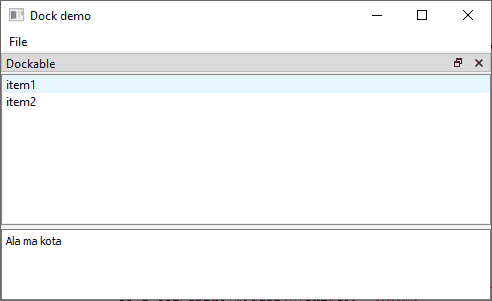 Dock demo
File
Dockable
item1
item2
Ala ma kota